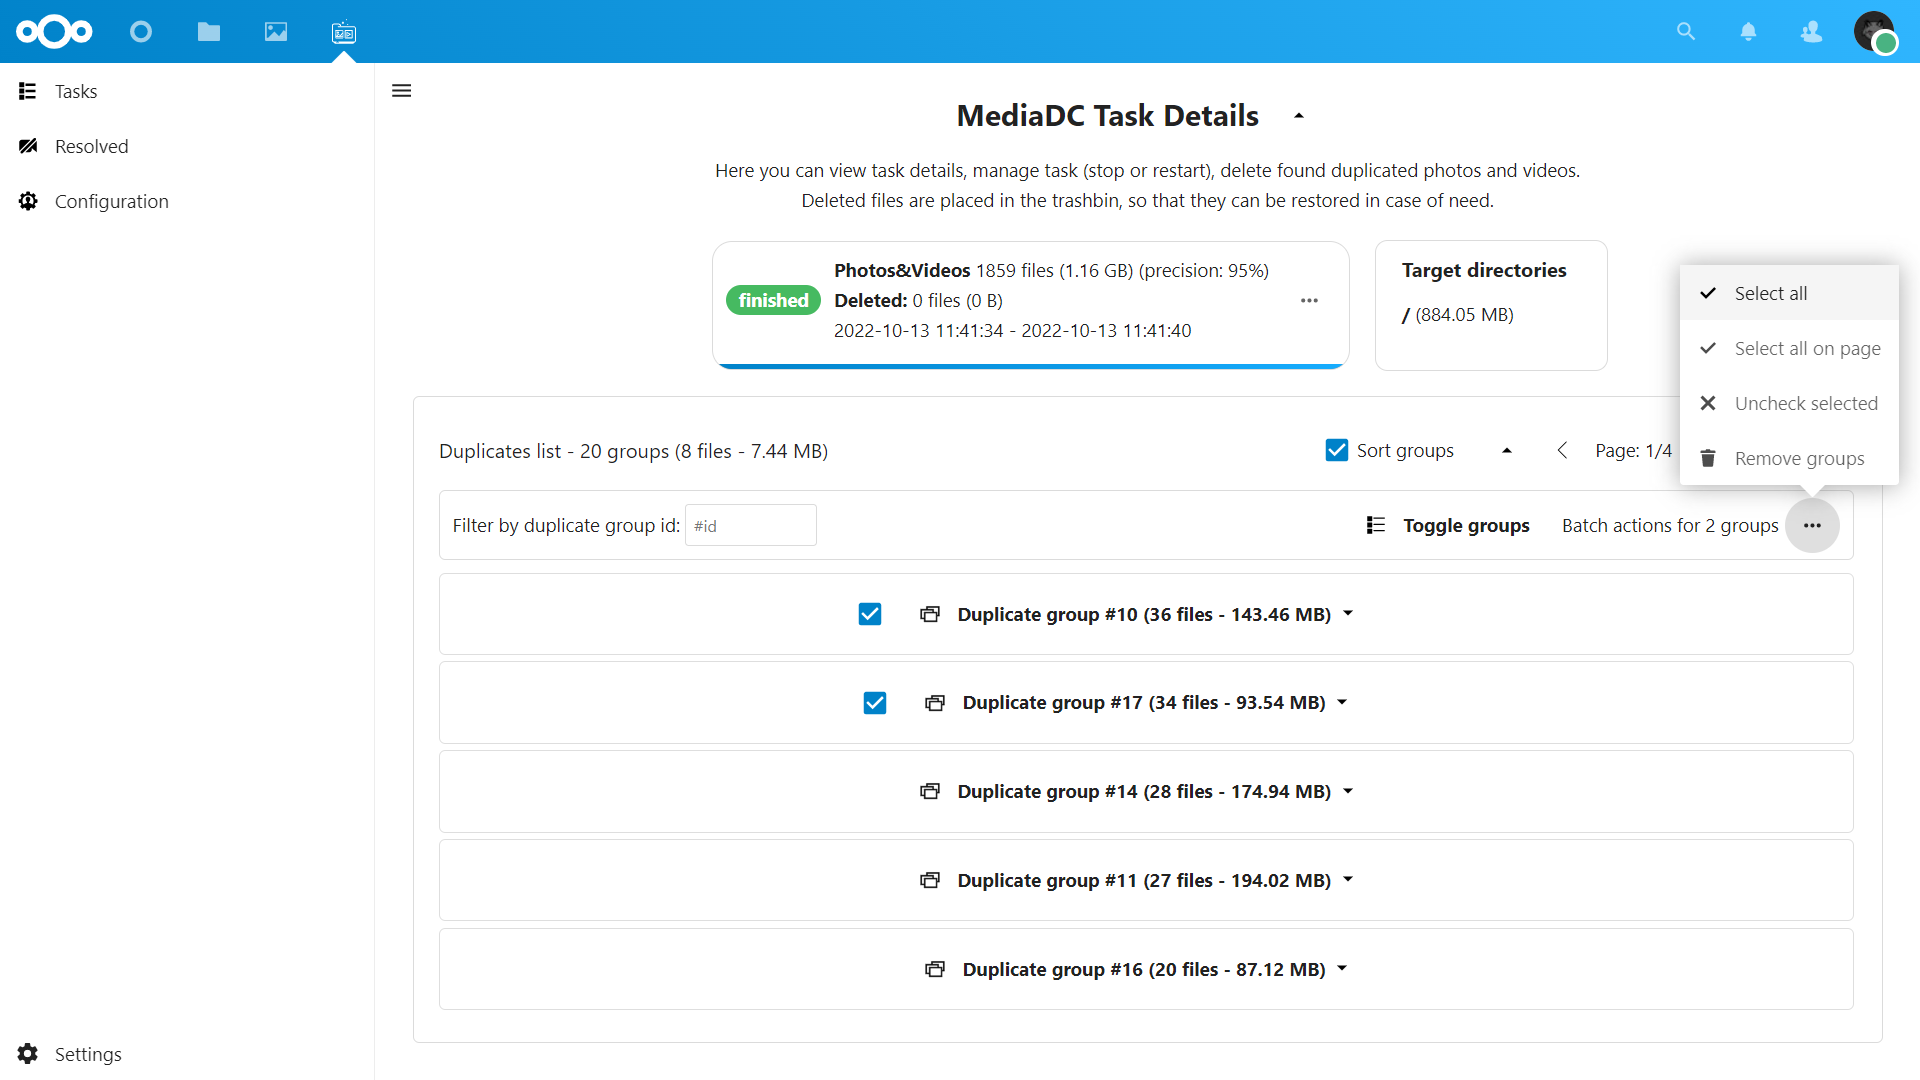 Tasks
Resolved
Configuration
Settings
MediaDC Task Details
Here you can view task details, manage task (stop or restart), delete found duplicated photos and videos.
Deleted files are placed in the trashbin, so that they can be restored in case of need.
finished
Photos&Videos 1859 files (1.16 GB) (precision: 95%)
Deleted: 0 files (0 B)
2022-10-13 11:41:34 - 2022-10-13 11:41:40
Target directories
/ (884.05 MB)
Select all
Select all on page
Uncheck selected
Remove groups
Duplicates list - 20 groups (8 files - 7.44 MB)
Sort groups
Page: 1/4
Filter by duplicate group id: #id
Toggle groups
Batch actions for 2 groups
Duplicate group #10 (36 files - 143.46 MB)
Duplicate group #17 (34 files - 93.54 MB)
Duplicate group #14 (28 files - 174.94 MB)
Duplicate group #11 (27 files - 194.02 MB)
Duplicate group #16 (20 files - 87.12 MB)